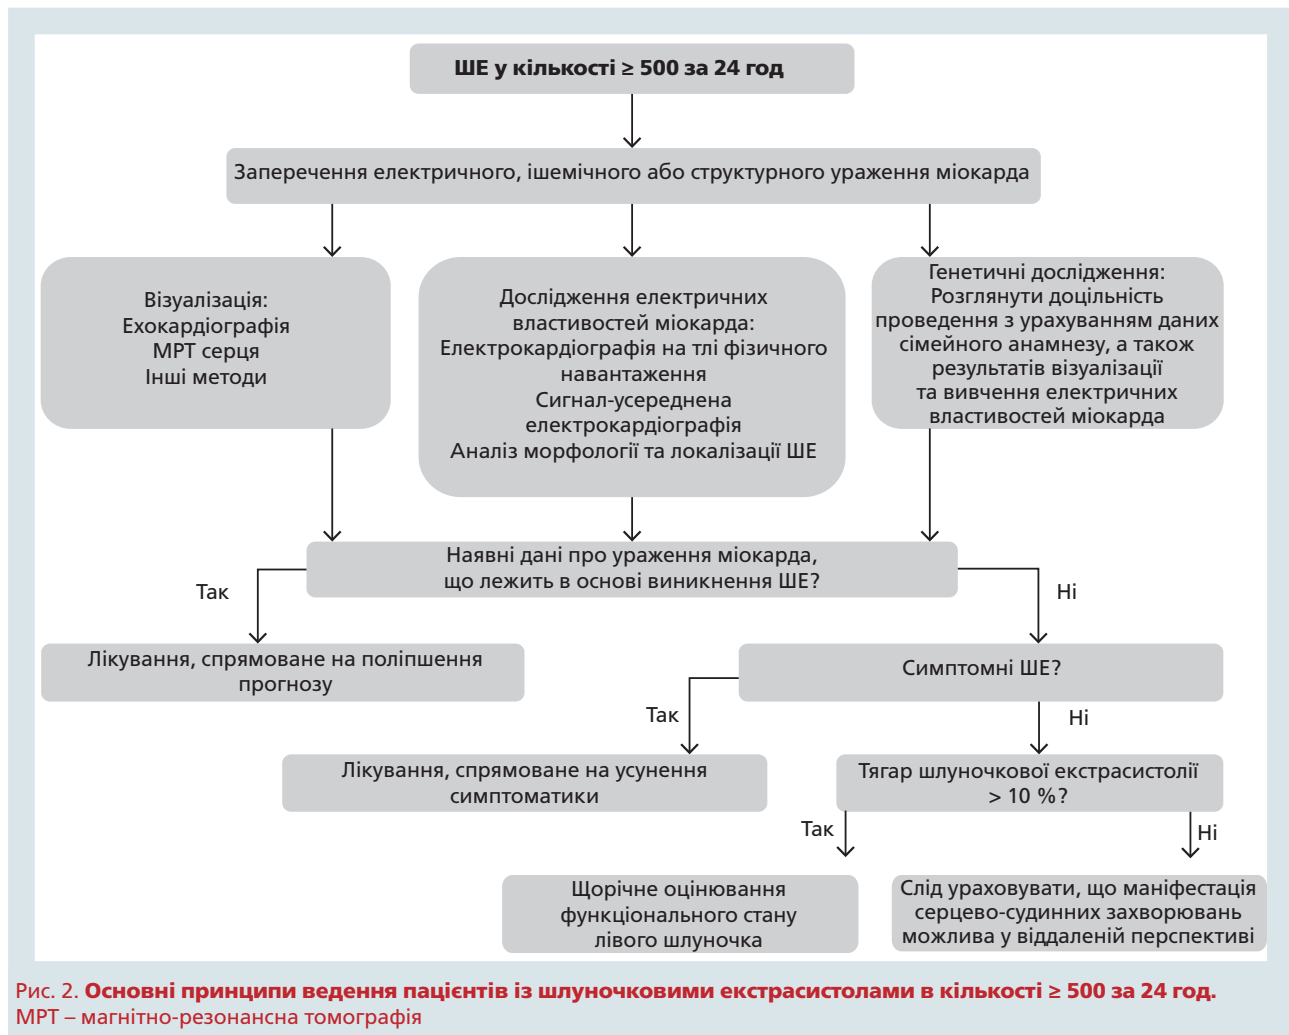 ШЕ у кількості ≥ 500 за 24 год
Заперечення електричного, ішемічного або структурного ураження міокарда
Візуалізація:
Ехокардіографія
МРТ серця
Інші методи
Дослідження електричних
властивостей міокарда:
Електрокардіографія на тлі фізичного
навантаження
Сигнал-усереднена
електрокардіографія
Аналіз морфології та локалізації ШЕ
Генетичні дослідження:
Розглянути доцільність
проведення з урахуванням даних
сімейного анамнезу, а також
результатів візуалізації
та вивчення електричних
властивостей міокарда
Наявні дані про ураження міокарда,
що лежить в основі виникнення ШЕ?
Так
Ні
Лікування, спрямоване на поліпшення
прогнозу
Симптомні ШЕ?
Так
Ні
Лікування, спрямоване на усунення
симптоматики
Тягар шлуночкової екстрасистолії
> 10 %?
Так
Ні
Щорічне оцінювання
функціонального стану
лівого шлуночка
Слід ураховувати, що маніфестація
серцево-судинних захворювань
можлива у віддаленій перспективі
Рис. 2. Основні принципи ведення пацієнтів із шлуночковими екстрасистолами в кількості ≥ 500 за 24 год.
МРТ – магнітно-резонансна томографія